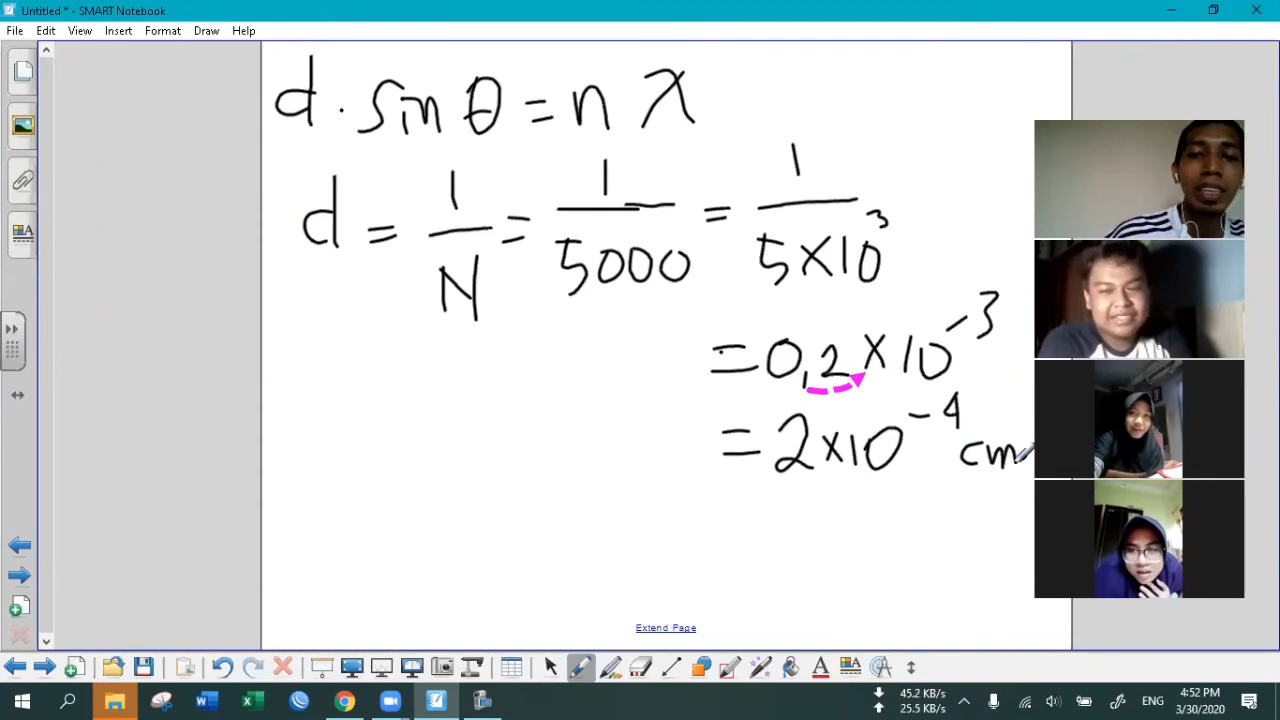 Untitled * - SMART Notebook
File Edit View Insert Format Draw Help
d . sin θ = n λ
d = 1/N = 1/5000 = 1/5×10³
= 0,2 × 10⁻³
= 2 × 10⁻⁴ cm
Extend Page
45.2 KB/s
25.5 KB/s
ENG
4:52 PM
3/30/2020